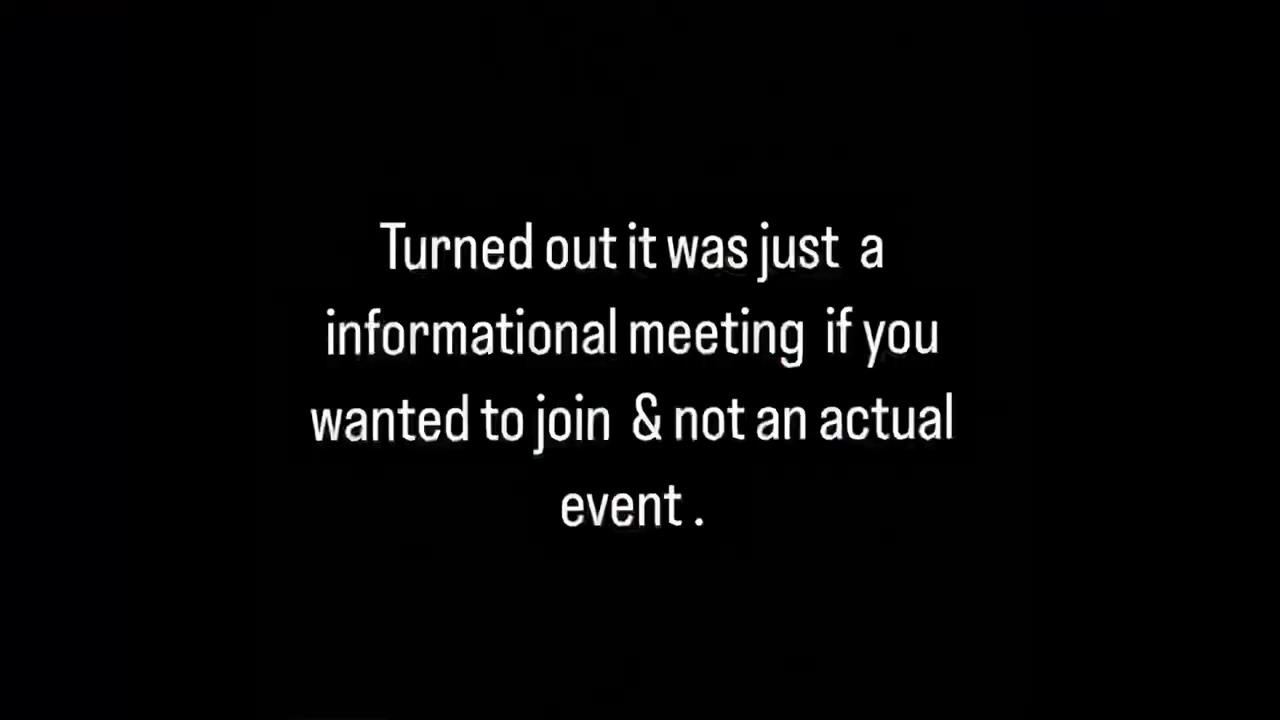 Turned out it was just  a
informational meeting  if you
wanted to join  & not an actual
event .